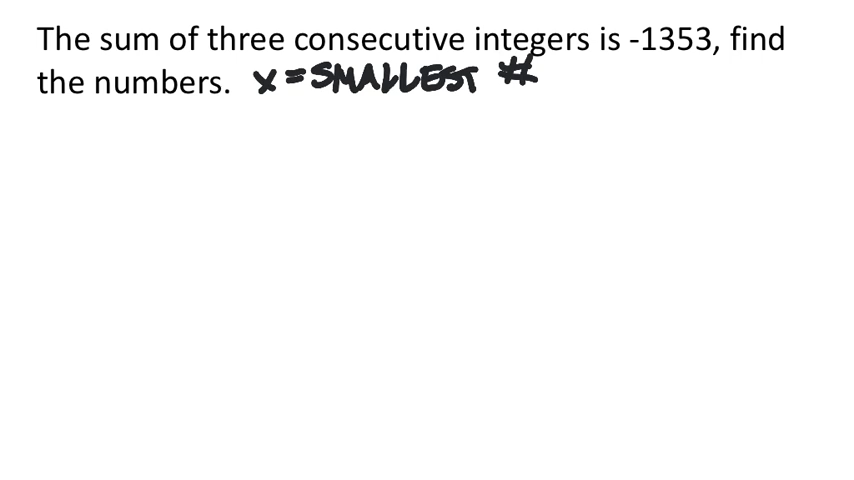 The sum of three consecutive integers is -1353, find
the numbers. x = SMALLEST #